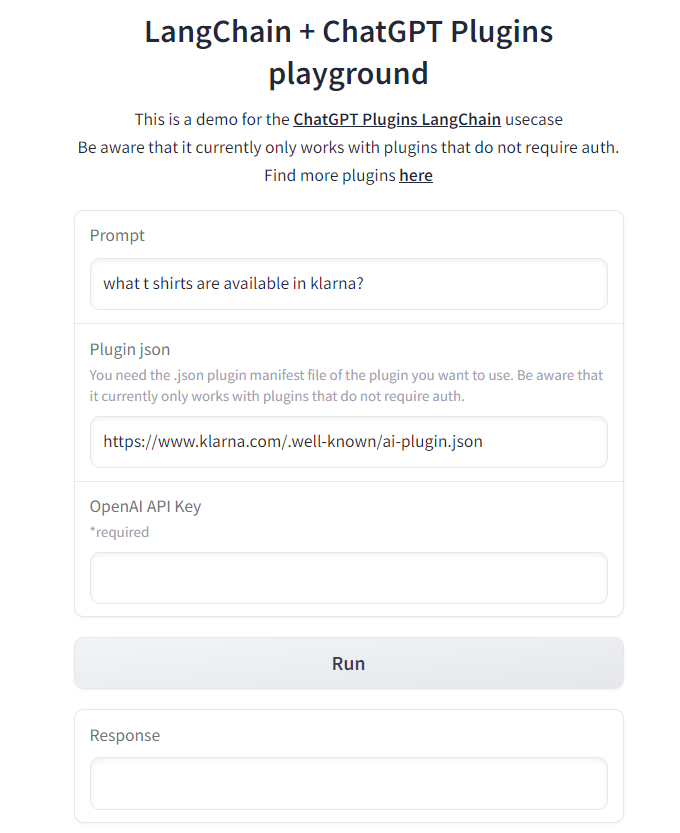 LangChain + ChatGPT Plugins
playground
This is a demo for the ChatGPT Plugins LangChain usecase
Be aware that it currently only works with plugins that do not require auth.
Find more plugins here
Prompt
what t shirts are available in klarna?
Plugin json
You need the .json plugin manifest file of the plugin you want to use. Be aware that
it currently only works with plugins that do not require auth.
https://www.klarna.com/.well-known/ai-plugin.json
OpenAI API Key
*required
Run
Response